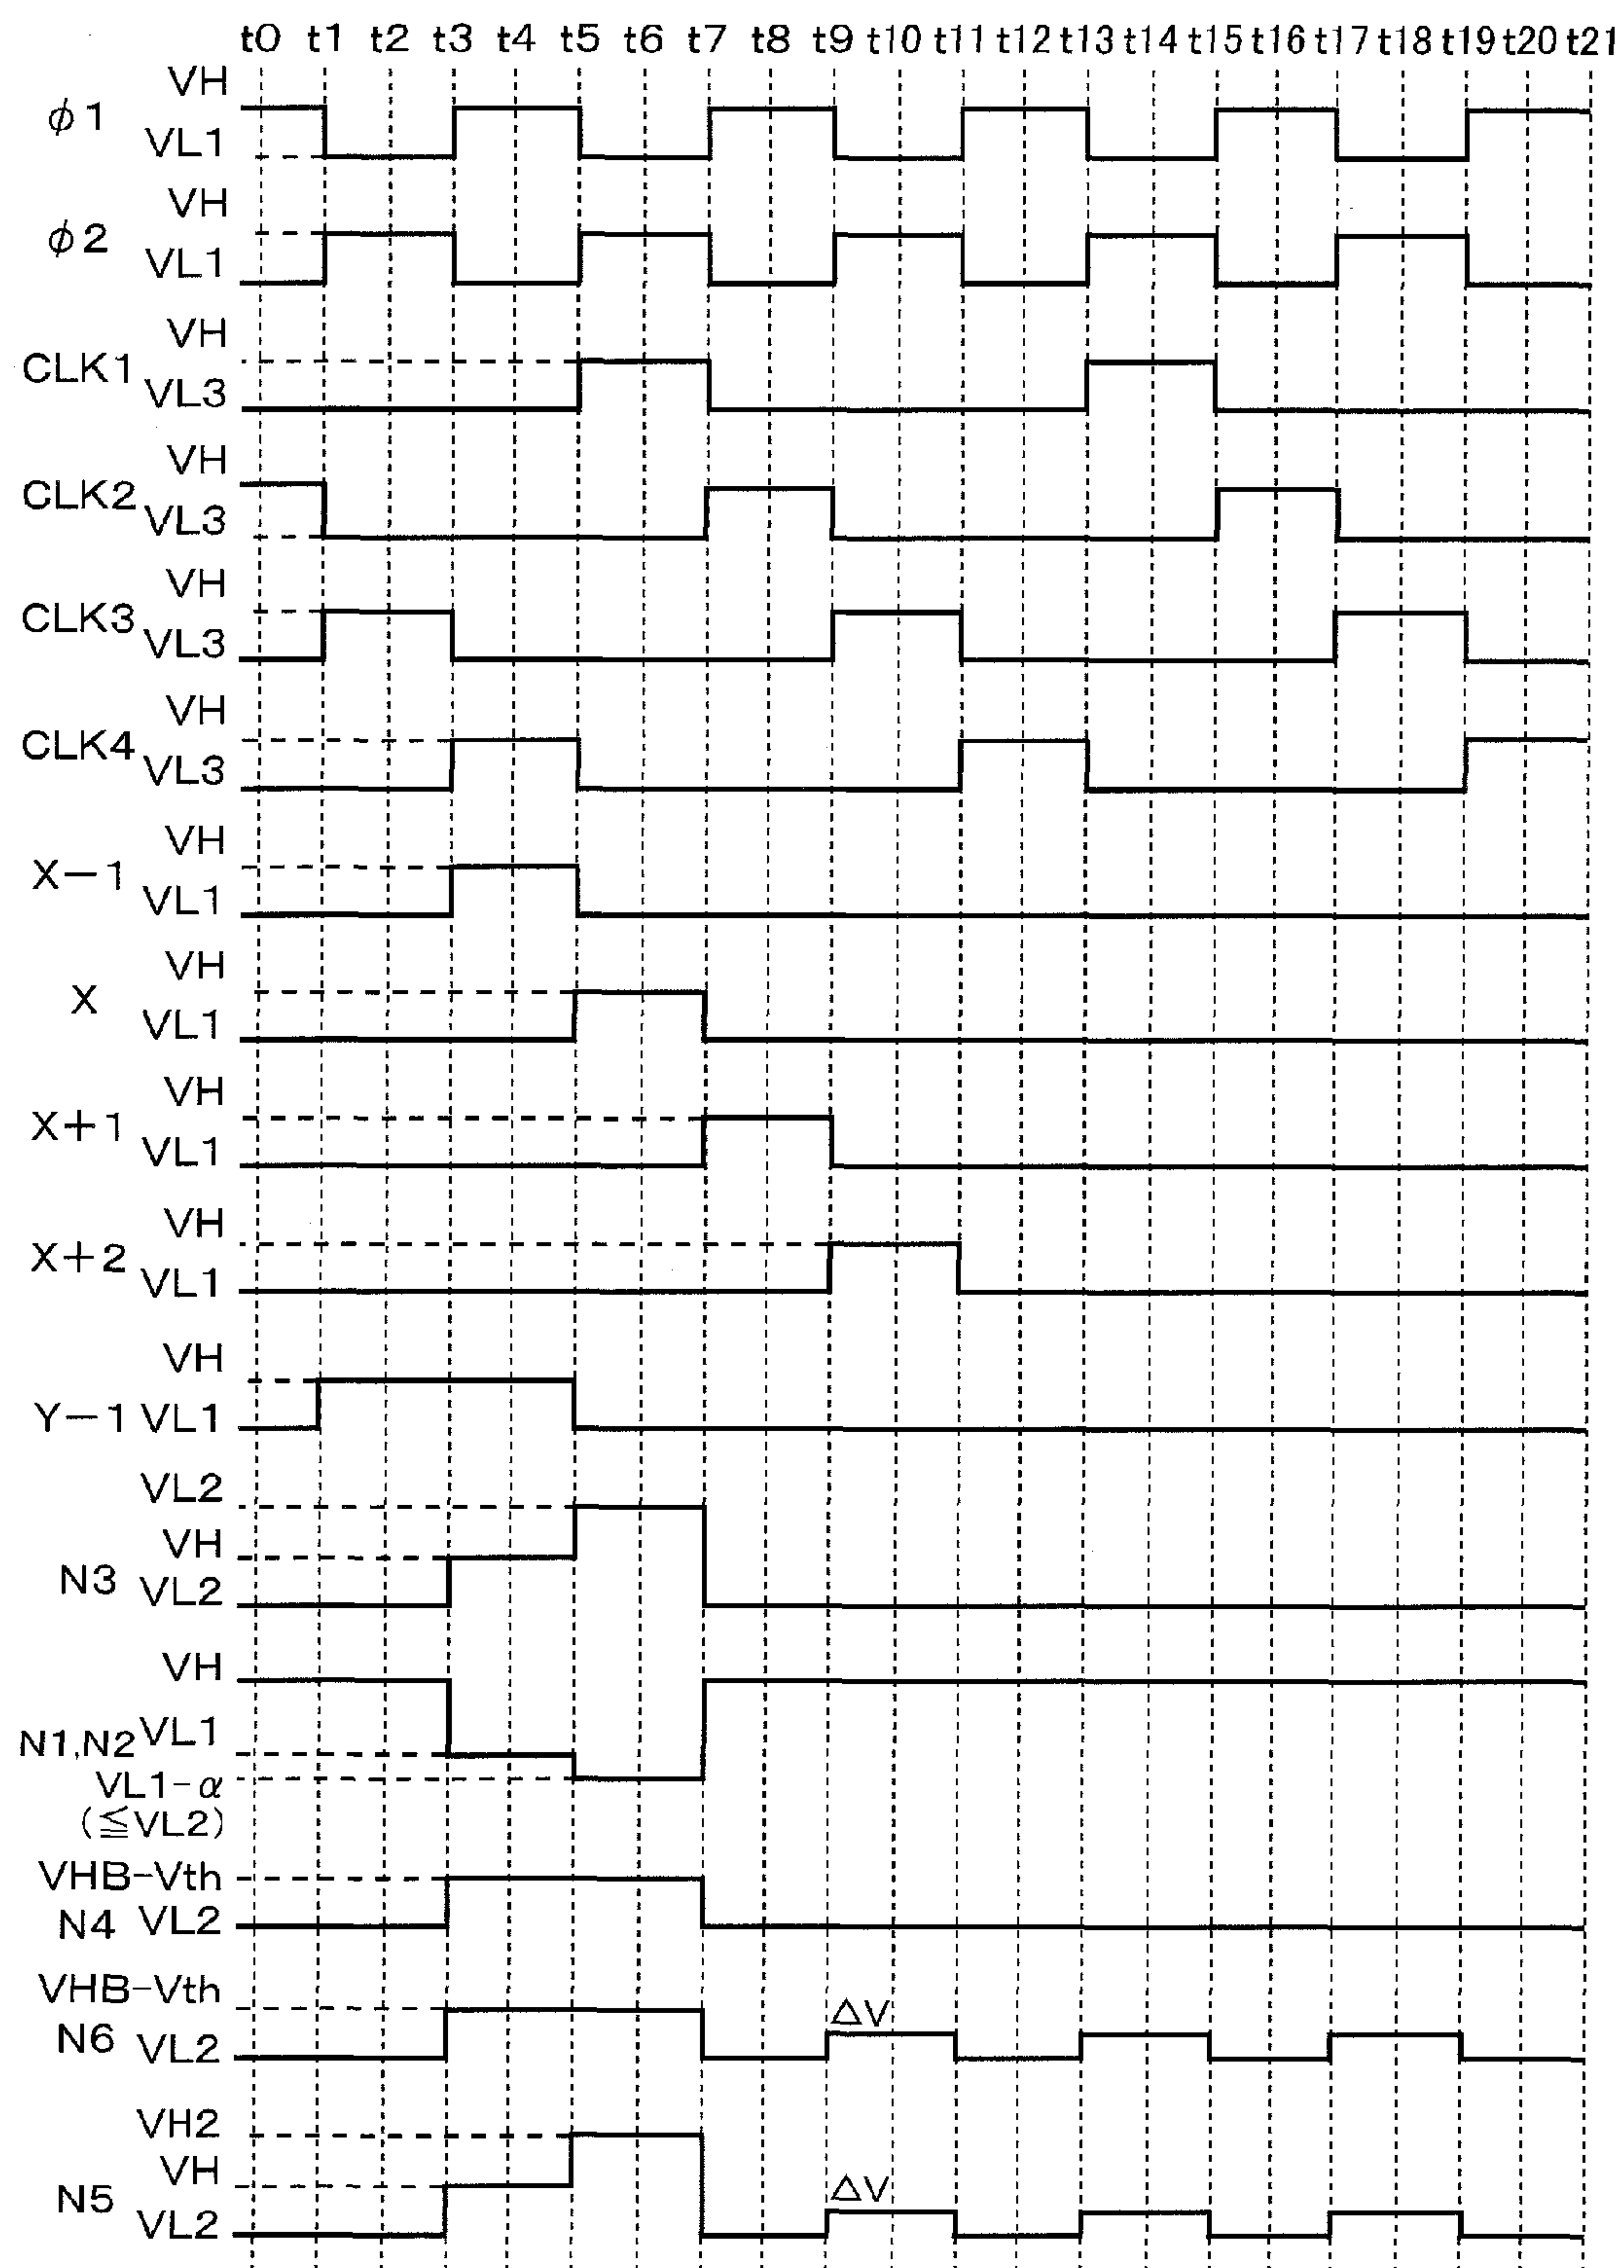 t0 t1 t2 t3 t4 t5 t6 t7 t8 t9 t10 t11 t12 t13 t14 t15 t16 t17 t18 t19 t20 t21
VH
φ1
VL1
VH
φ2
VL1
VH
CLK1
VL3
VH
CLK2
VL3
VH
CLK3
VL3
VH
CLK4
VL3
VH
X−1
VL1
VH
X
VL1
VH
X+1
VL1
VH
X+2
VL1
VH
Y−1 VL1
VL2
VH
N3 VL2
VH
N1,N2 VL1
VL1-α
(≦VL2)
VHB-Vth
N4 VL2
VHB-Vth
△V
N6 VL2
VH2
VH
△V
N5
VL2